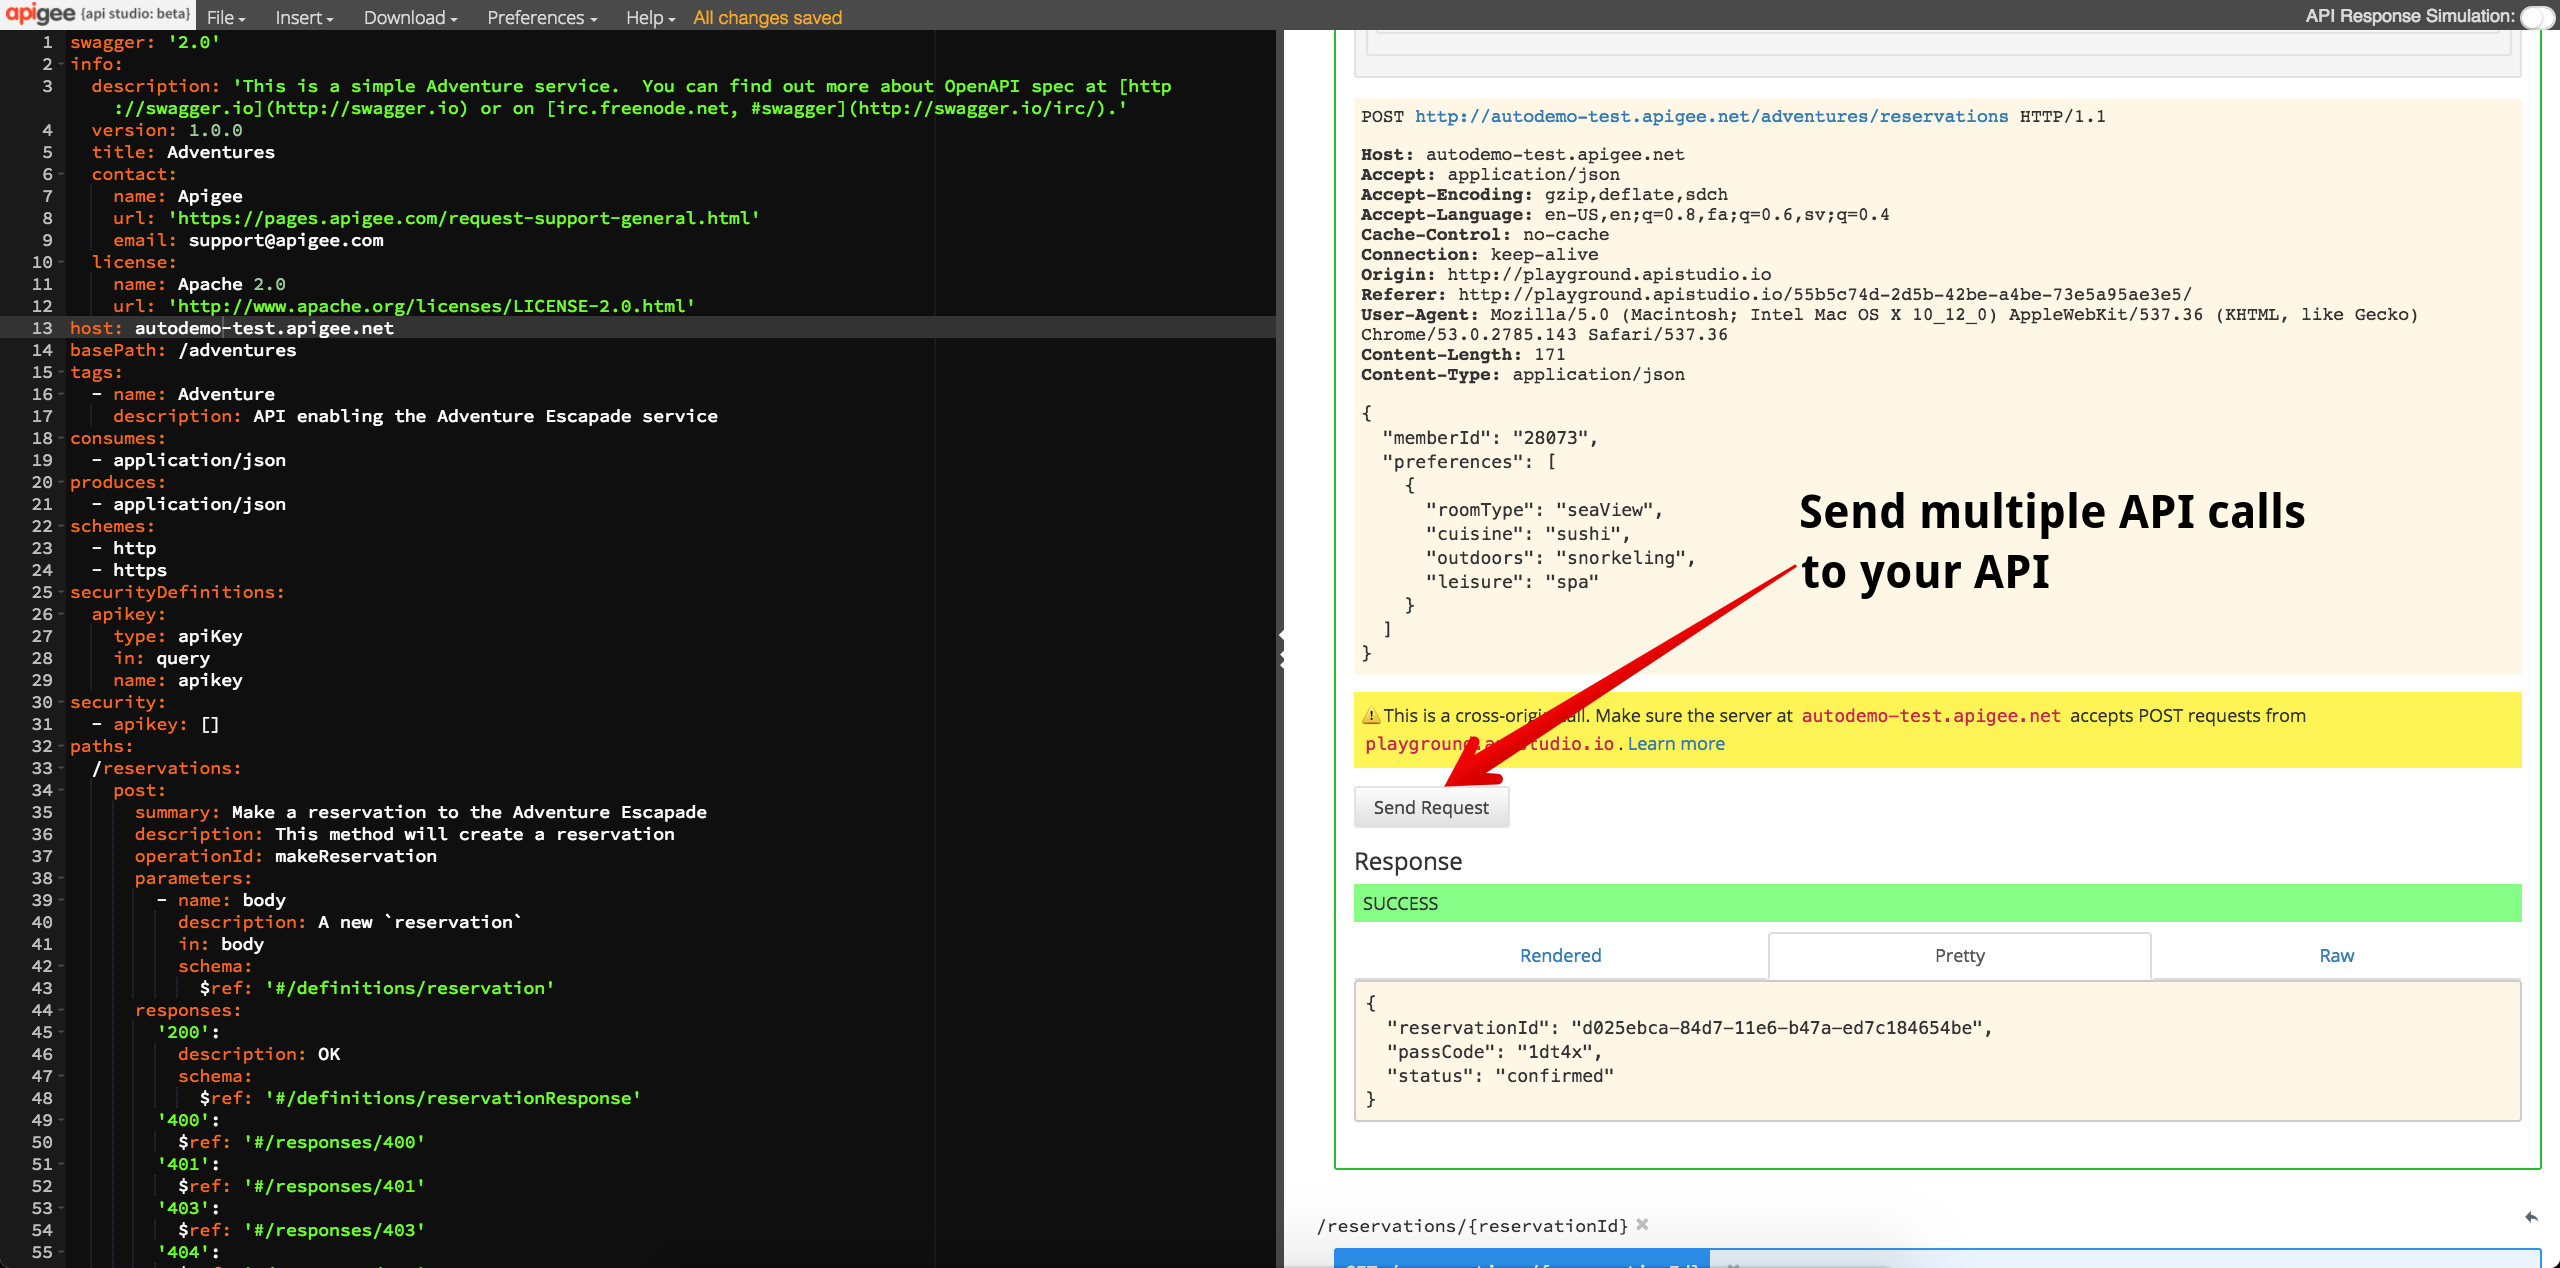 apigee {api studio: beta} File Insert Download Preferences Help All changes saved API Response Simulation:
1 swagger: '2.0'
2 info:
3 description: 'This is a simple Adventure service.  You can find out more about OpenAPI spec at [http
://swagger.io](http://swagger.io) or on [irc.freenode.net, #swagger](http://swagger.io/irc/).'
4 version: 1.0.0
5 title: Adventures
6 contact:
7 name: Apigee
8 url: 'https://pages.apigee.com/request-support-general.html'
9 email: support@apigee.com
10 license:
11 name: Apache 2.0
12 url: 'http://www.apache.org/licenses/LICENSE-2.0.html'
13 host: autodemo-test.apigee.net
14 basePath: /adventures
15 tags:
16 - name: Adventure
17 description: API enabling the Adventure Escapade service
18 consumes:
19 - application/json
20 produces:
21 - application/json
22 schemes:
23 - http
24 - https
25 securityDefinitions:
26 apikey:
27 type: apiKey
28 in: query
29 name: apikey
30 security:
31 - apikey: []
32 paths:
33 /reservations:
34 post:
35 summary: Make a reservation to the Adventure Escapade
36 description: This method will create a reservation
37 operationId: makeReservation
38 parameters:
39 - name: body
40 description: A new `reservation`
41 in: body
42 schema:
43 $ref: '#/definitions/reservation'
44 responses:
45 '200':
46 description: OK
47 schema:
48 $ref: '#/definitions/reservationResponse'
49 '400':
50 $ref: '#/responses/400'
51 '401':
52 $ref: '#/responses/401'
53 '403':
54 $ref: '#/responses/403'
55 '404':
POST http://autodemo-test.apigee.net/adventures/reservations HTTP/1.1
Host: autodemo-test.apigee.net
Accept: application/json
Accept-Encoding: gzip,deflate,sdch
Accept-Language: en-US,en;q=0.8,fa;q=0.6,sv;q=0.4
Cache-Control: no-cache
Connection: keep-alive
Origin: http://playground.apistudio.io
Referer: http://playground.apistudio.io/55b5c74d-2d5b-42be-a4be-73e5a95ae3e5/
User-Agent: Mozilla/5.0 (Macintosh; Intel Mac OS X 10_12_0) AppleWebKit/537.36 (KHTML, like Gecko)
Chrome/53.0.2785.143 Safari/537.36
Content-Length: 171
Content-Type: application/json
{
"memberId": "28073",
"preferences": [
{
"roomType": "seaView",
"cuisine": "sushi",
"outdoors": "snorkeling",
"leisure": "spa"
}
]
}
Send multiple API calls
to your API
This is a cross-origin call. Make sure the server at autodemo-test.apigee.net accepts POST requests from
playground.apistudio.io . Learn more
Send Request
Response
SUCCESS
Rendered Pretty Raw
{
"reservationId": "d025ebca-84d7-11e6-b47a-ed7c184654be",
"passCode": "1dt4x",
"status": "confirmed"
}
/reservations/{reservationId}